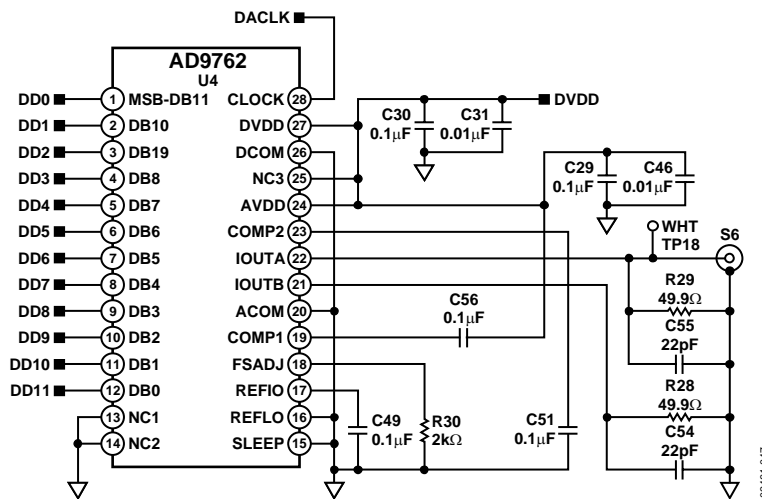 DACLK
AD9762
U4
DD0 1 MSB-DB11 CLOCK 28
DD1 2 DB10 DVDD 27
DD2 3 DB19 DCOM 26
DD3 4 DB8 NC3 25
DD4 5 DB7 AVDD 24
DD5 6 DB6 COMP2 23
DD6 7 DB5 IOUTA 22
DD7 8 DB4 IOUTB 21
DD8 9 DB3 ACOM 20
DD9 10 DB2 COMP1 19
DD10 11 DB1 FSADJ 18
DD11 12 DB0 REFIO 17
13 NC1 REFLO 16
14 NC2 SLEEP 15
DVDD
C30
0.1µF
C31
0.01µF
C29
0.1µF
C46
0.01µF
WHT
TP18
S6
R29
49.9Ω
C55
22pF
R28
49.9Ω
C54
22pF
C56
0.1µF
C49
0.1µF
R30
2kΩ
C51
0.1µF